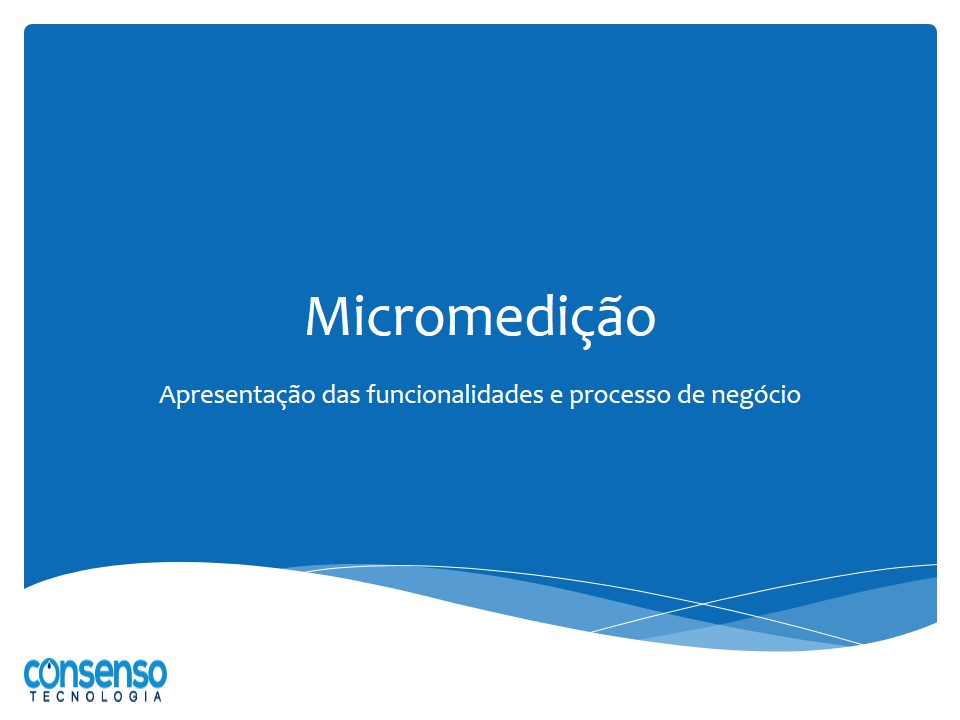 Micromedição
Apresentação das funcionalidades e processo de negócio
consenso
TECNOLOGIA